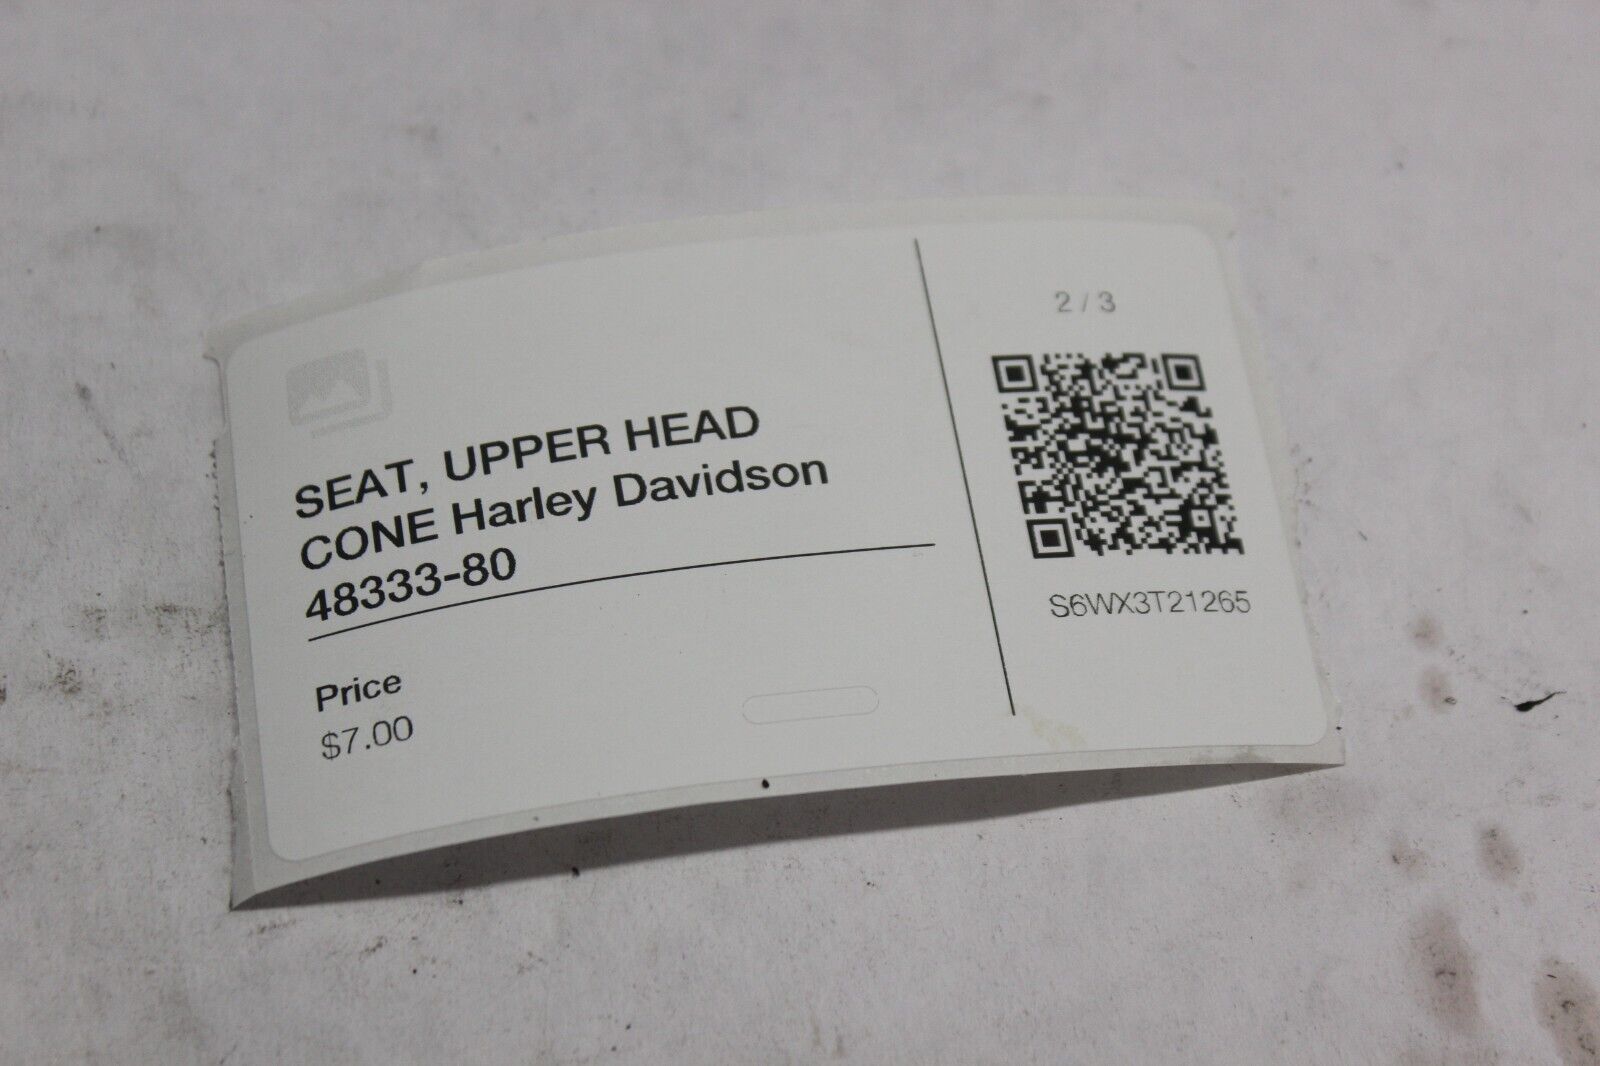 SEAT, UPPER HEAD
CONE Harley Davidson
48333-80
Price
$7.00
2 / 3
S6WX3T21265